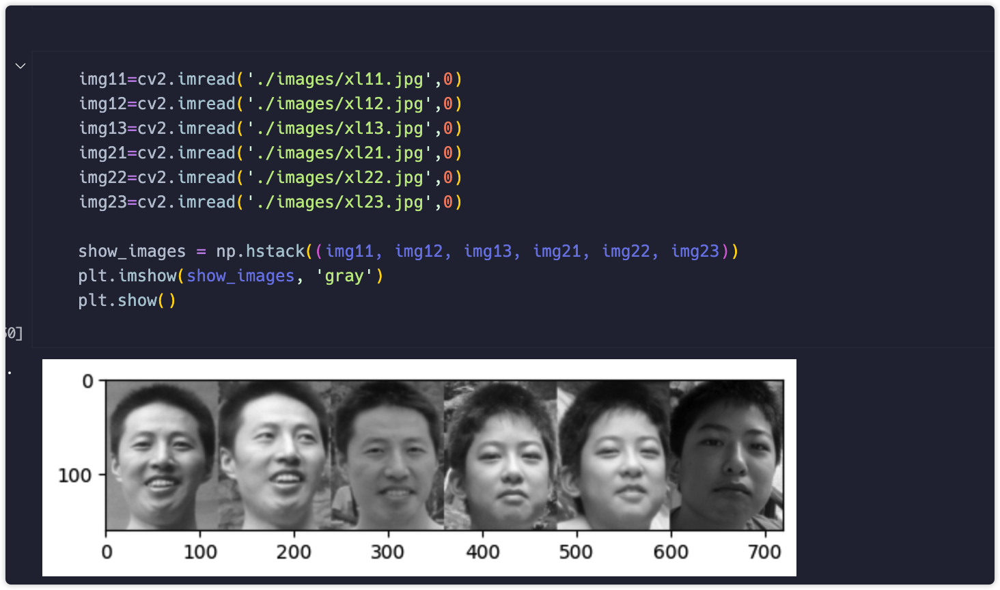 img11=cv2.imread('./images/xl11.jpg',0)
img12=cv2.imread('./images/xl12.jpg',0)
img13=cv2.imread('./images/xl13.jpg',0)
img21=cv2.imread('./images/xl21.jpg',0)
img22=cv2.imread('./images/xl22.jpg',0)
img23=cv2.imread('./images/xl23.jpg',0)
show_images = np.hstack((img11, img12, img13, img21, img22, img23))
plt.imshow(show_images, 'gray')
plt.show()
0]
0
100
0 100 200 300 400 500 600 700